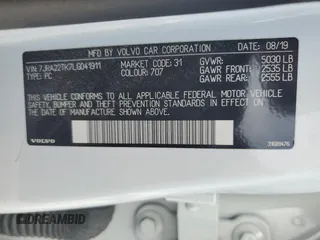 MFD. BY VOLVO CAR CORPORATION 08/19
VIN: 7JRA22TK7LG041911 MARKET CODE: 31 GVWR: 5030 LB
TYPE: PC COLOUR: 707 GAWR FRONT: 2535 LB
GAWR REAR: 2555 LB
THIS VEHICLE CONFORMS TO ALL APPLICABLE FEDERAL MOTOR VEHICLE
SAFETY, BUMPER, AND THEFT PREVENTION STANDARDS IN EFFECT ON THE
DATE OF MANUFACTURE SHOWN ABOVE.
VOLVO 31689476
©DREAMBID